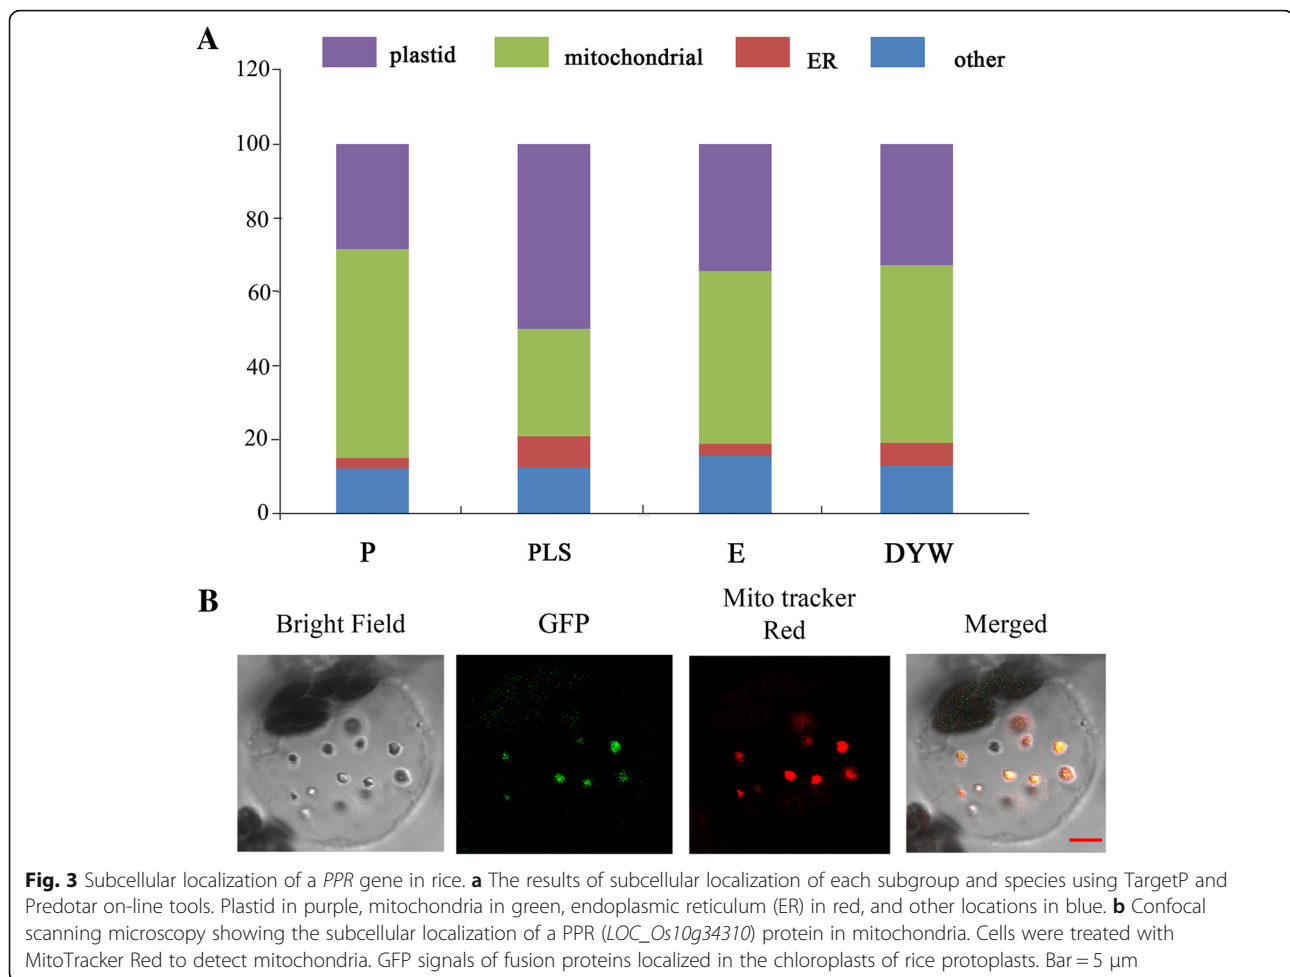 A
plastid mitochondrial ER other
120
100
80
60
40
20
0
P PLS E DYW
B
Bright Field GFP Mito tracker Red Merged
Fig. 3 Subcellular localization of a PPR gene in rice. a The results of subcellular localization of each subgroup and species using TargetP and
Predotar on-line tools. Plastid in purple, mitochondria in green, endoplasmic reticulum (ER) in red, and other locations in blue. b Confocal
scanning microscopy showing the subcellular localization of a PPR (LOC_Os10g34310) protein in mitochondria. Cells were treated with
MitoTracker Red to detect mitochondria. GFP signals of fusion proteins localized in the chloroplasts of rice protoplasts. Bar = 5 μm